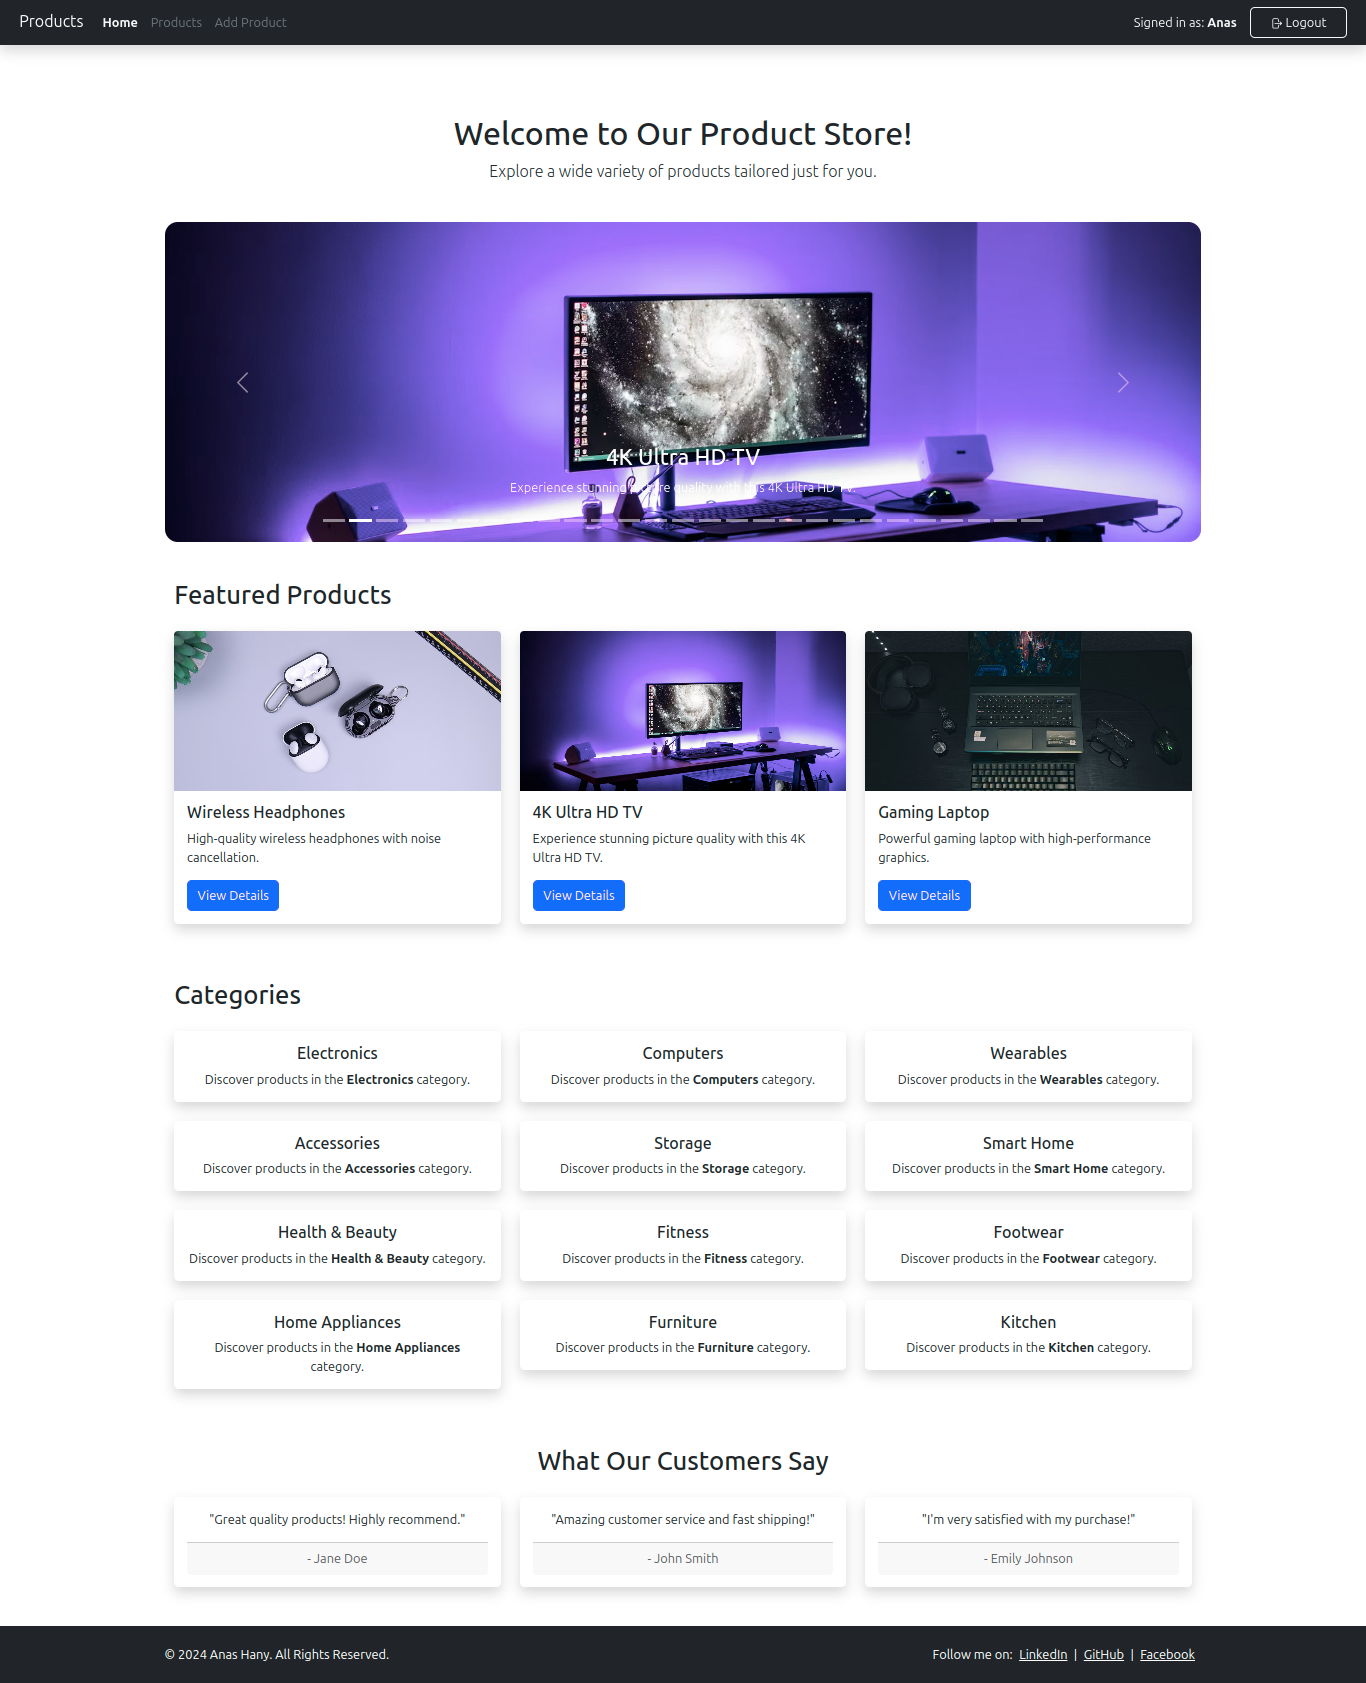 Products Home Products Add Product Signed in as: Anas Logout
Welcome to Our Product Store!
Explore a wide variety of products tailored just for you.
4K Ultra HD TV
Experience stunning picture quality with this 4K Ultra HD TV.
Featured Products
Wireless Headphones
High-quality wireless headphones with noise
cancellation.
View Details
4K Ultra HD TV
Experience stunning picture quality with this 4K
Ultra HD TV.
View Details
Gaming Laptop
Powerful gaming laptop with high-performance
graphics.
View Details
Categories
Electronics
Discover products in the Electronics category.
Computers
Discover products in the Computers category.
Wearables
Discover products in the Wearables category.
Accessories
Discover products in the Accessories category.
Storage
Discover products in the Storage category.
Smart Home
Discover products in the Smart Home category.
Health & Beauty
Discover products in the Health & Beauty category.
Fitness
Discover products in the Fitness category.
Footwear
Discover products in the Footwear category.
Home Appliances
Discover products in the Home Appliances
category.
Furniture
Discover products in the Furniture category.
Kitchen
Discover products in the Kitchen category.
What Our Customers Say
"Great quality products! Highly recommend."
- Jane Doe
"Amazing customer service and fast shipping!"
- John Smith
"I'm very satisfied with my purchase!"
- Emily Johnson
© 2024 Anas Hany. All Rights Reserved. Follow me on: LinkedIn | GitHub | Facebook